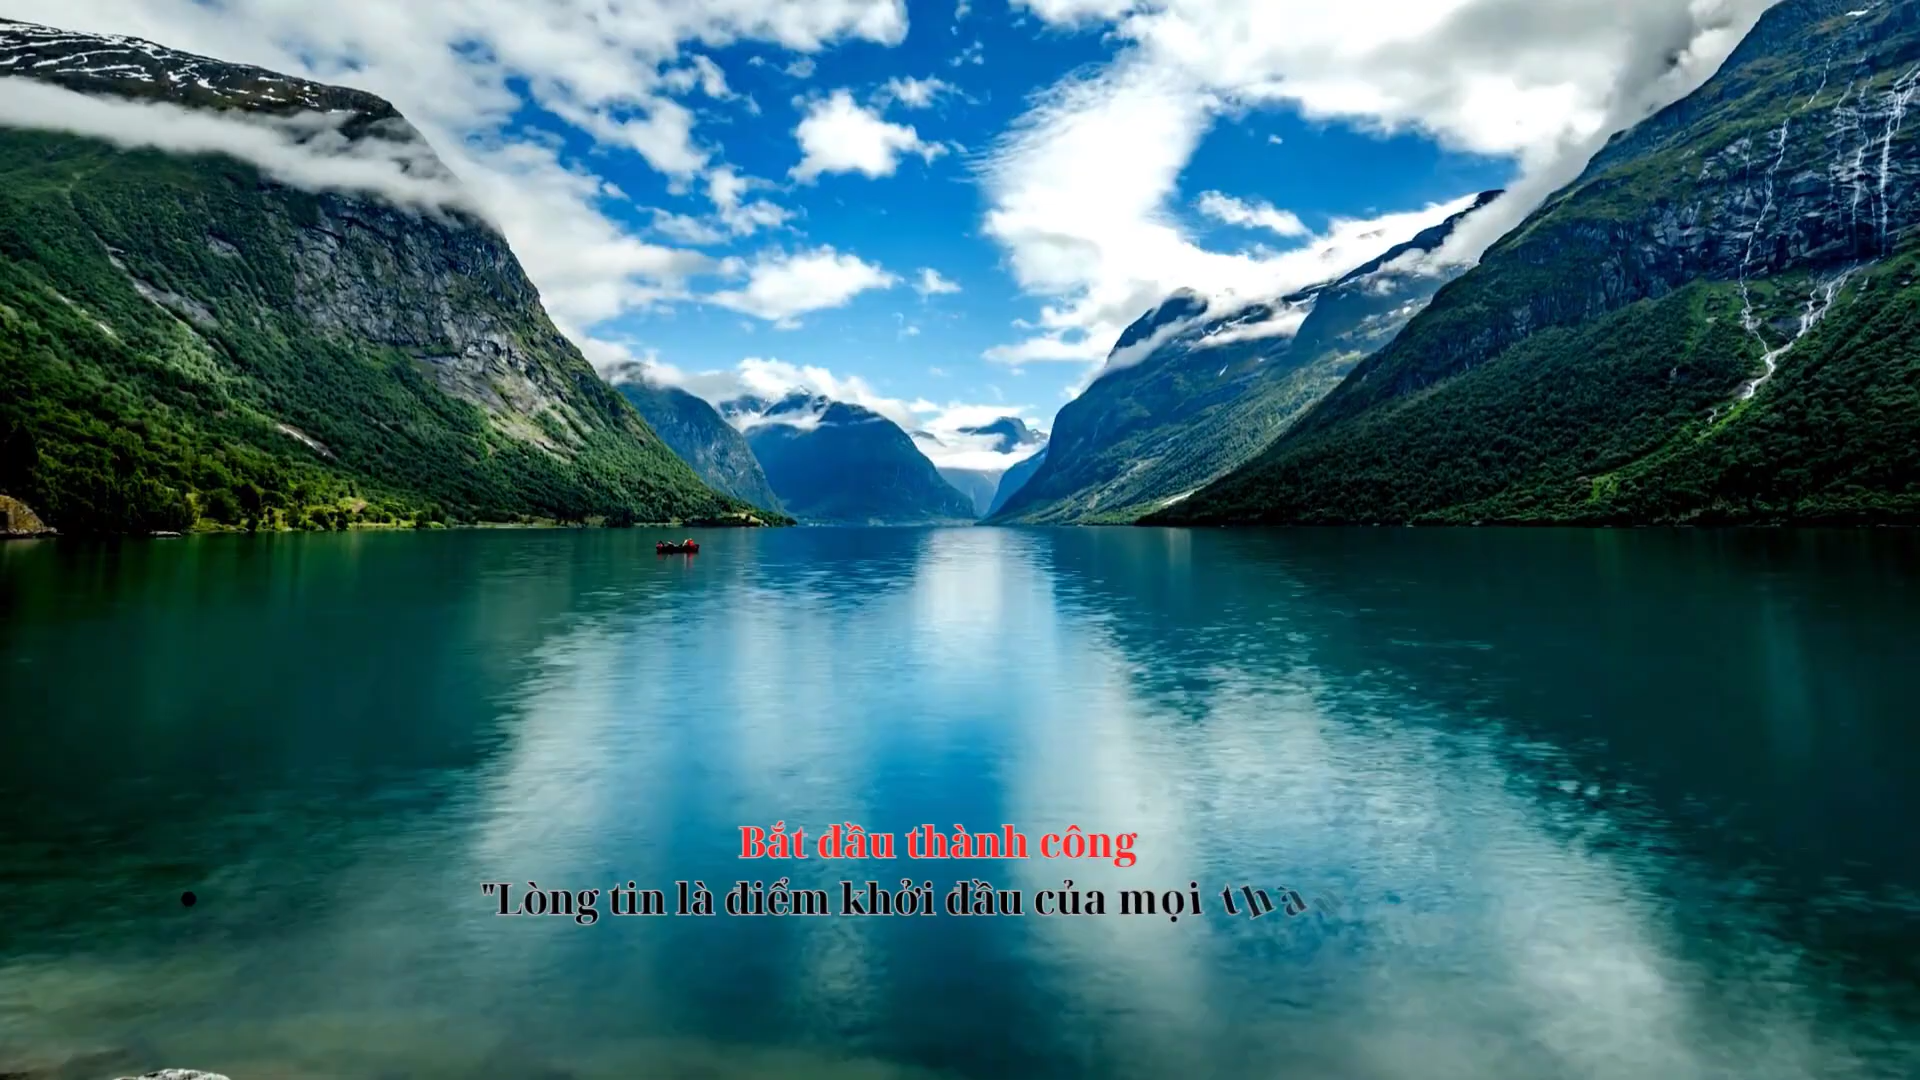 Bắt đầu thành công
"Lòng tin là điểm khởi đầu của mọi